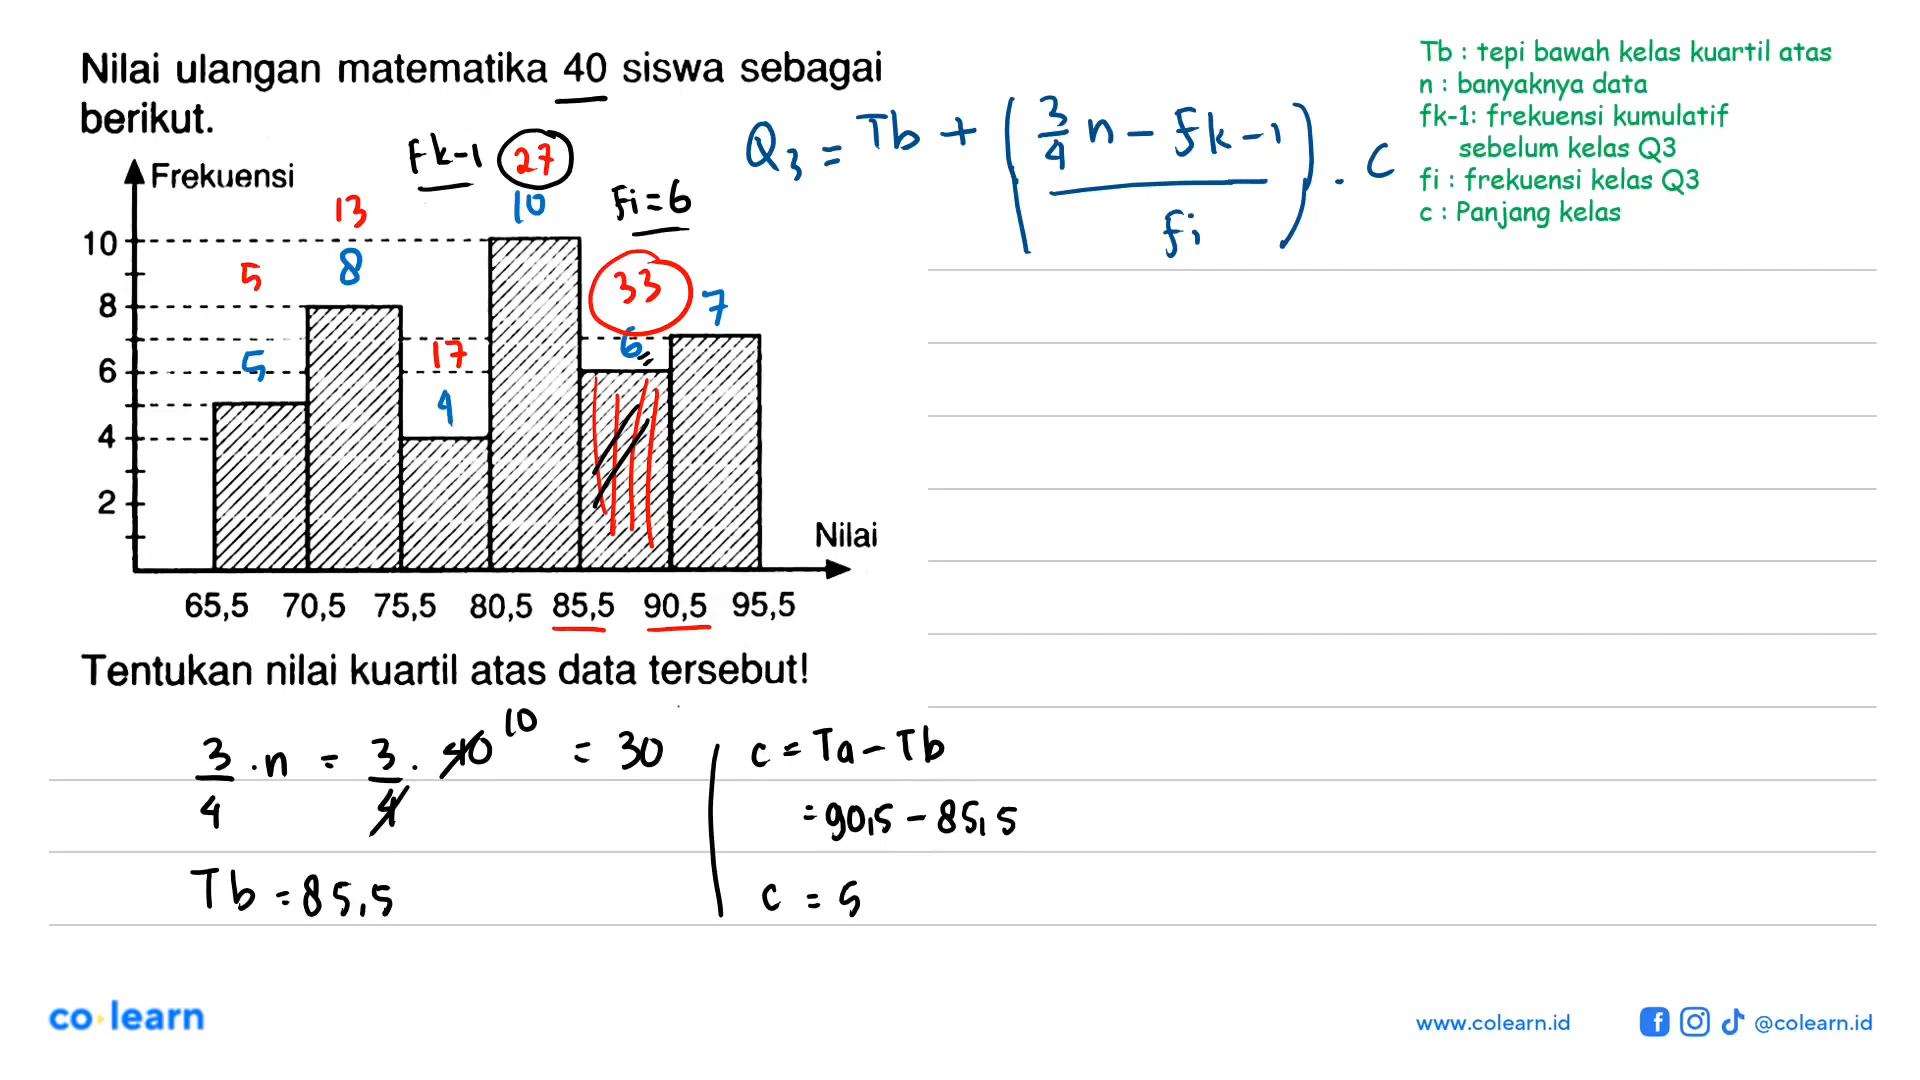 Nilai ulangan matematika 40 siswa sebagai
berikut.
Tb : tepi bawah kelas kuartil atas
n : banyaknya data
fk-1: frekuensi kumulatif
sebelum kelas Q3
fi : frekuensi kelas Q3
c : Panjang kelas
Q3 = Tb + ( 3/4 n - fk-1 / fi ) . c
Frekuensi
fk-1 27
10
fi = 6
13
8
5
5
17
4
33
6
7
10
8
6
4
2
Nilai
65,5 70,5 75,5 80,5 85,5 90,5 95,5
Tentukan nilai kuartil atas data tersebut!
3/4 . n = 3/4 . 40 10 = 30
Tb = 85,5
c = Ta - Tb
= 90,5 - 85,5
c = 5
co learn
www.colearn.id
@colearn.id